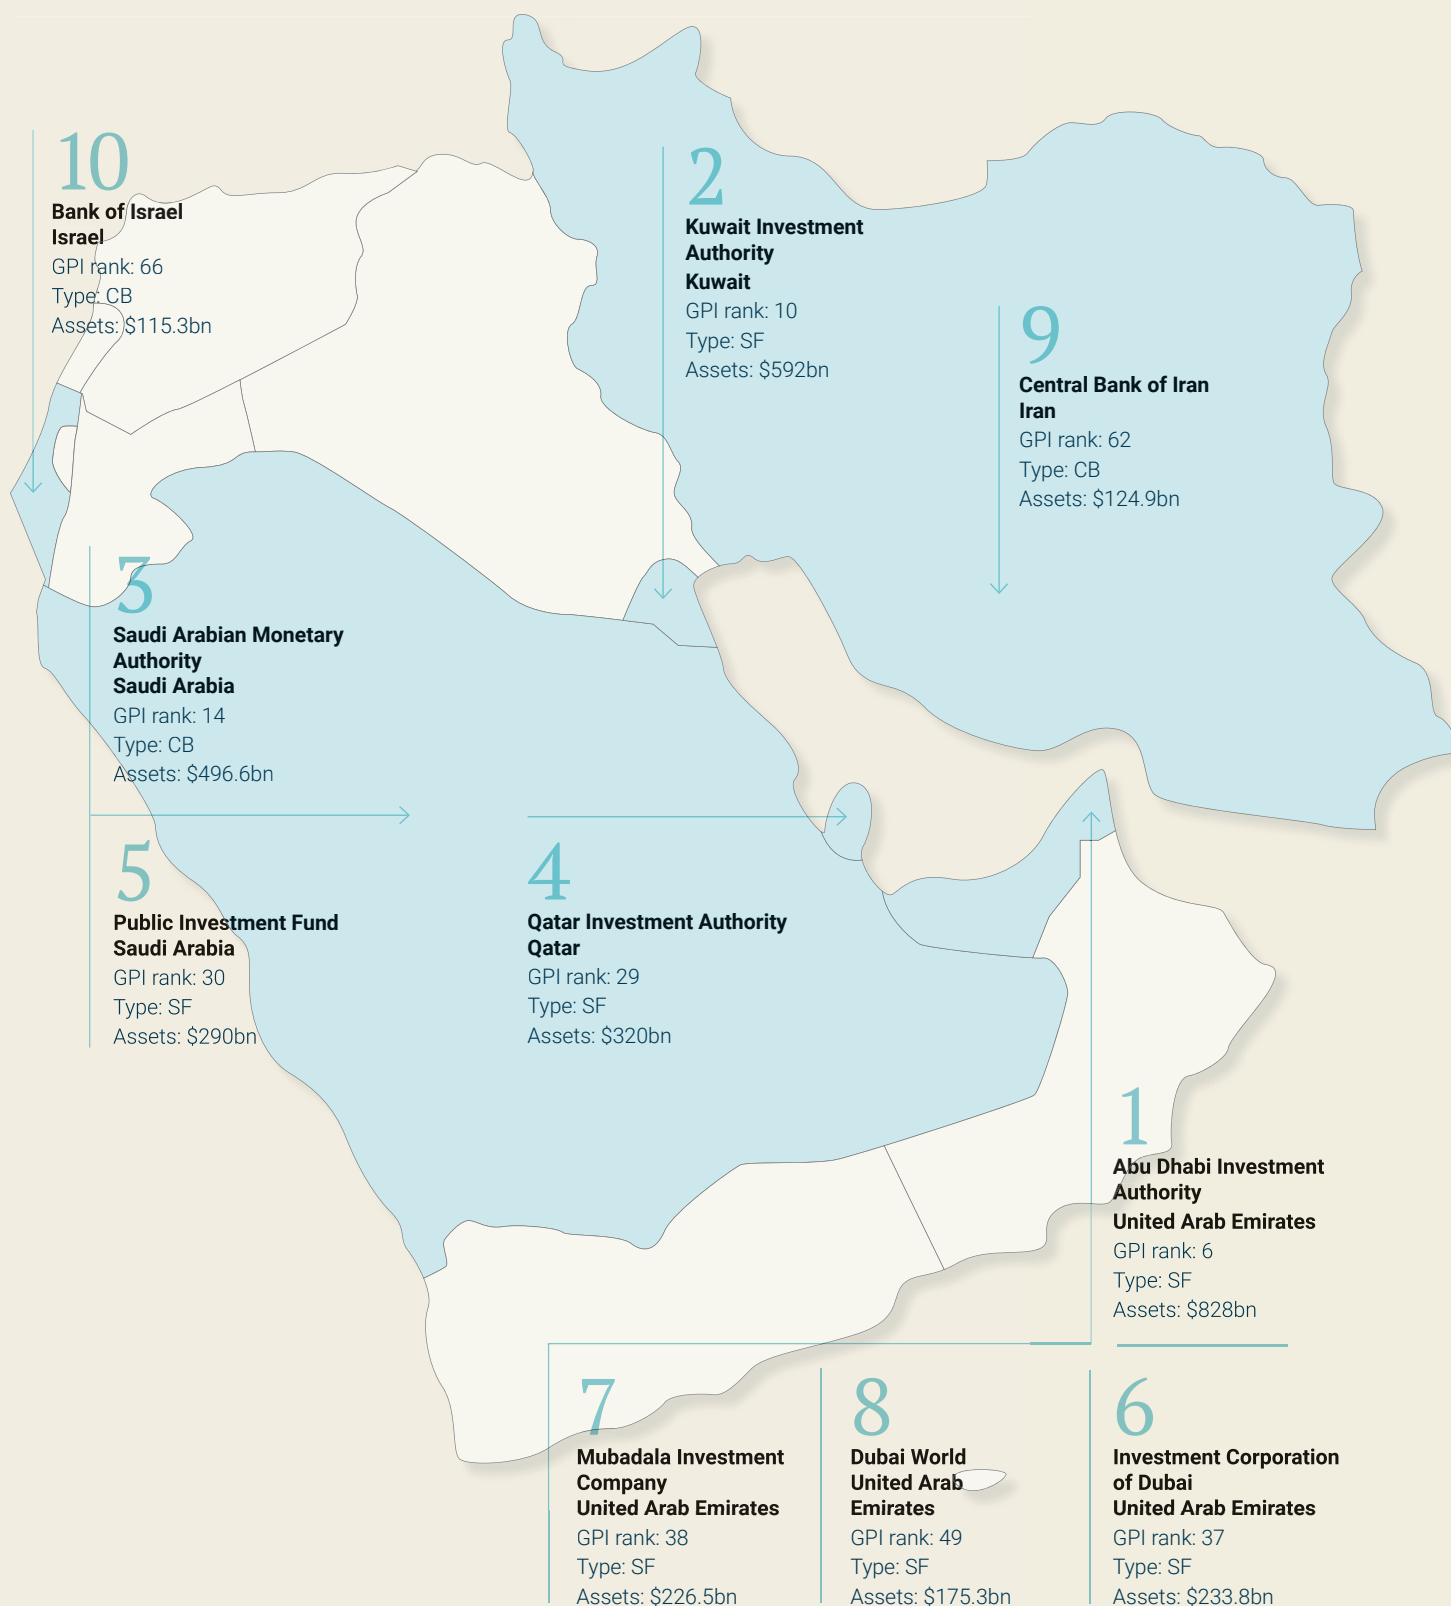 10
Bank of Israel
Israel
GPI rank: 66
Type: CB
Assets: $115.3bn
2
Kuwait Investment
Authority
Kuwait
GPI rank: 10
Type: SF
Assets: $592bn
9
Central Bank of Iran
Iran
GPI rank: 62
Type: CB
Assets: $124.9bn
3
Saudi Arabian Monetary
Authority
Saudi Arabia
GPI rank: 14
Type: CB
Assets: $496.6bn
5
Public Investment Fund
Saudi Arabia
GPI rank: 30
Type: SF
Assets: $290bn
4
Qatar Investment Authority
Qatar
GPI rank: 29
Type: SF
Assets: $320bn
1
Abu Dhabi Investment
Authority
United Arab Emirates
GPI rank: 6
Type: SF
Assets: $828bn
7
Mubadala Investment
Company
United Arab Emirates
GPI rank: 38
Type: SF
Assets: $226.5bn
8
Dubai World
United Arab
Emirates
GPI rank: 49
Type: SF
Assets: $175.3bn
6
Investment Corporation
of Dubai
United Arab Emirates
GPI rank: 37
Type: SF
Assets: $233.8bn